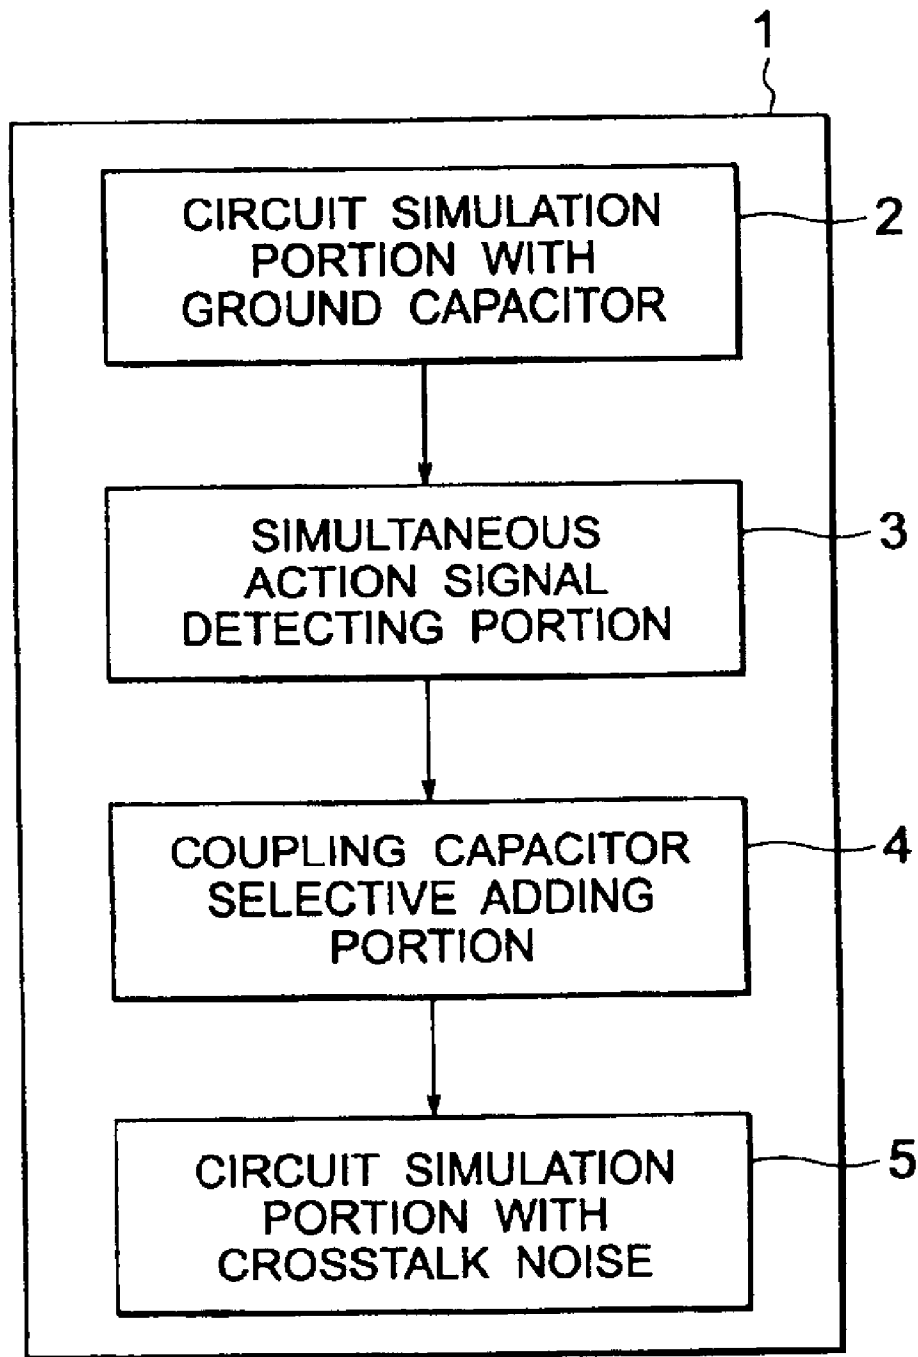 1
CIRCUIT SIMULATION
PORTION WITH
GROUND CAPACITOR
2
SIMULTANEOUS
ACTION SIGNAL
DETECTING PORTION
3
COUPLING CAPACITOR
SELECTIVE ADDING
PORTION
4
CIRCUIT SIMULATION
PORTION WITH
CROSSTALK NOISE
5